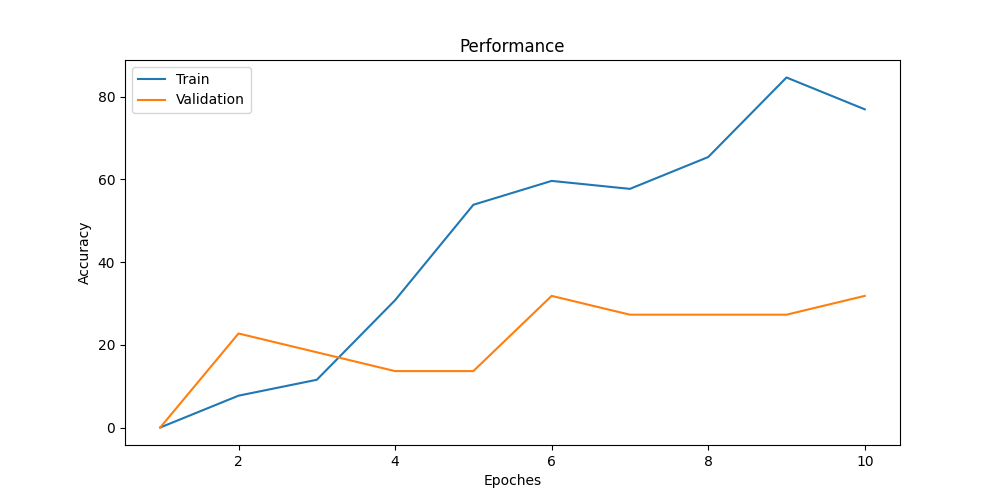 Performance
Train
Validation
80
60
40
20
0
Accuracy
2 4 6 8 10
Epoches